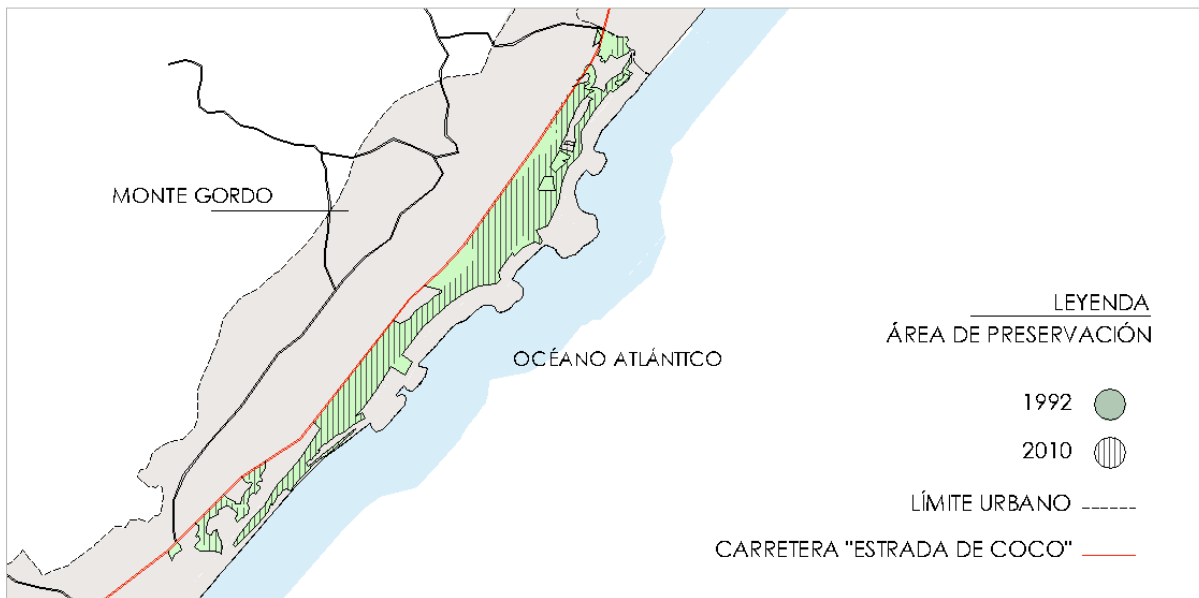 MONTE GORDO
OCÉANO ATLÁNTICO
LEYENDA
ÁREA DE PRESERVACIÓN
1992
2010
LÍMITE URBANO
CARRETERA "ESTRADA DE COCO"